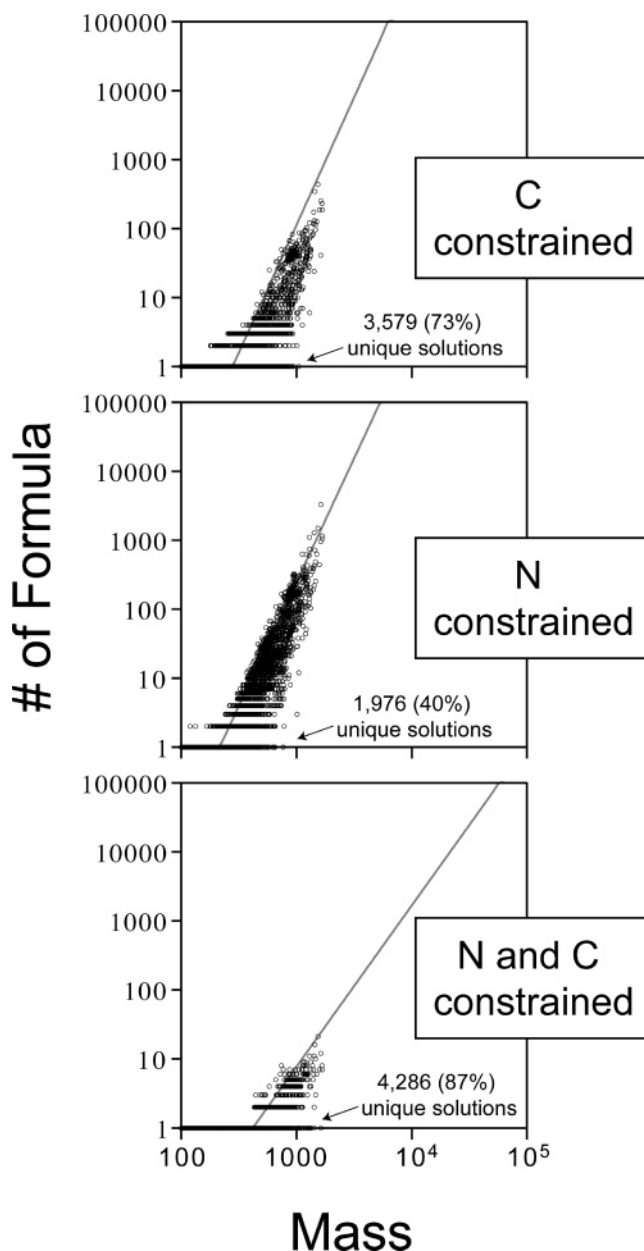 100000
10000
1000
100
10
1
C
constrained
3,579 (73%)
unique solutions
100000
10000
1000
100
10
1
N
constrained
1,976 (40%)
unique solutions
# of Formula
100000
10000
1000
100
10
1
N and C
constrained
4,286 (87%)
unique solutions
100 1000 10⁴ 10⁵
Mass